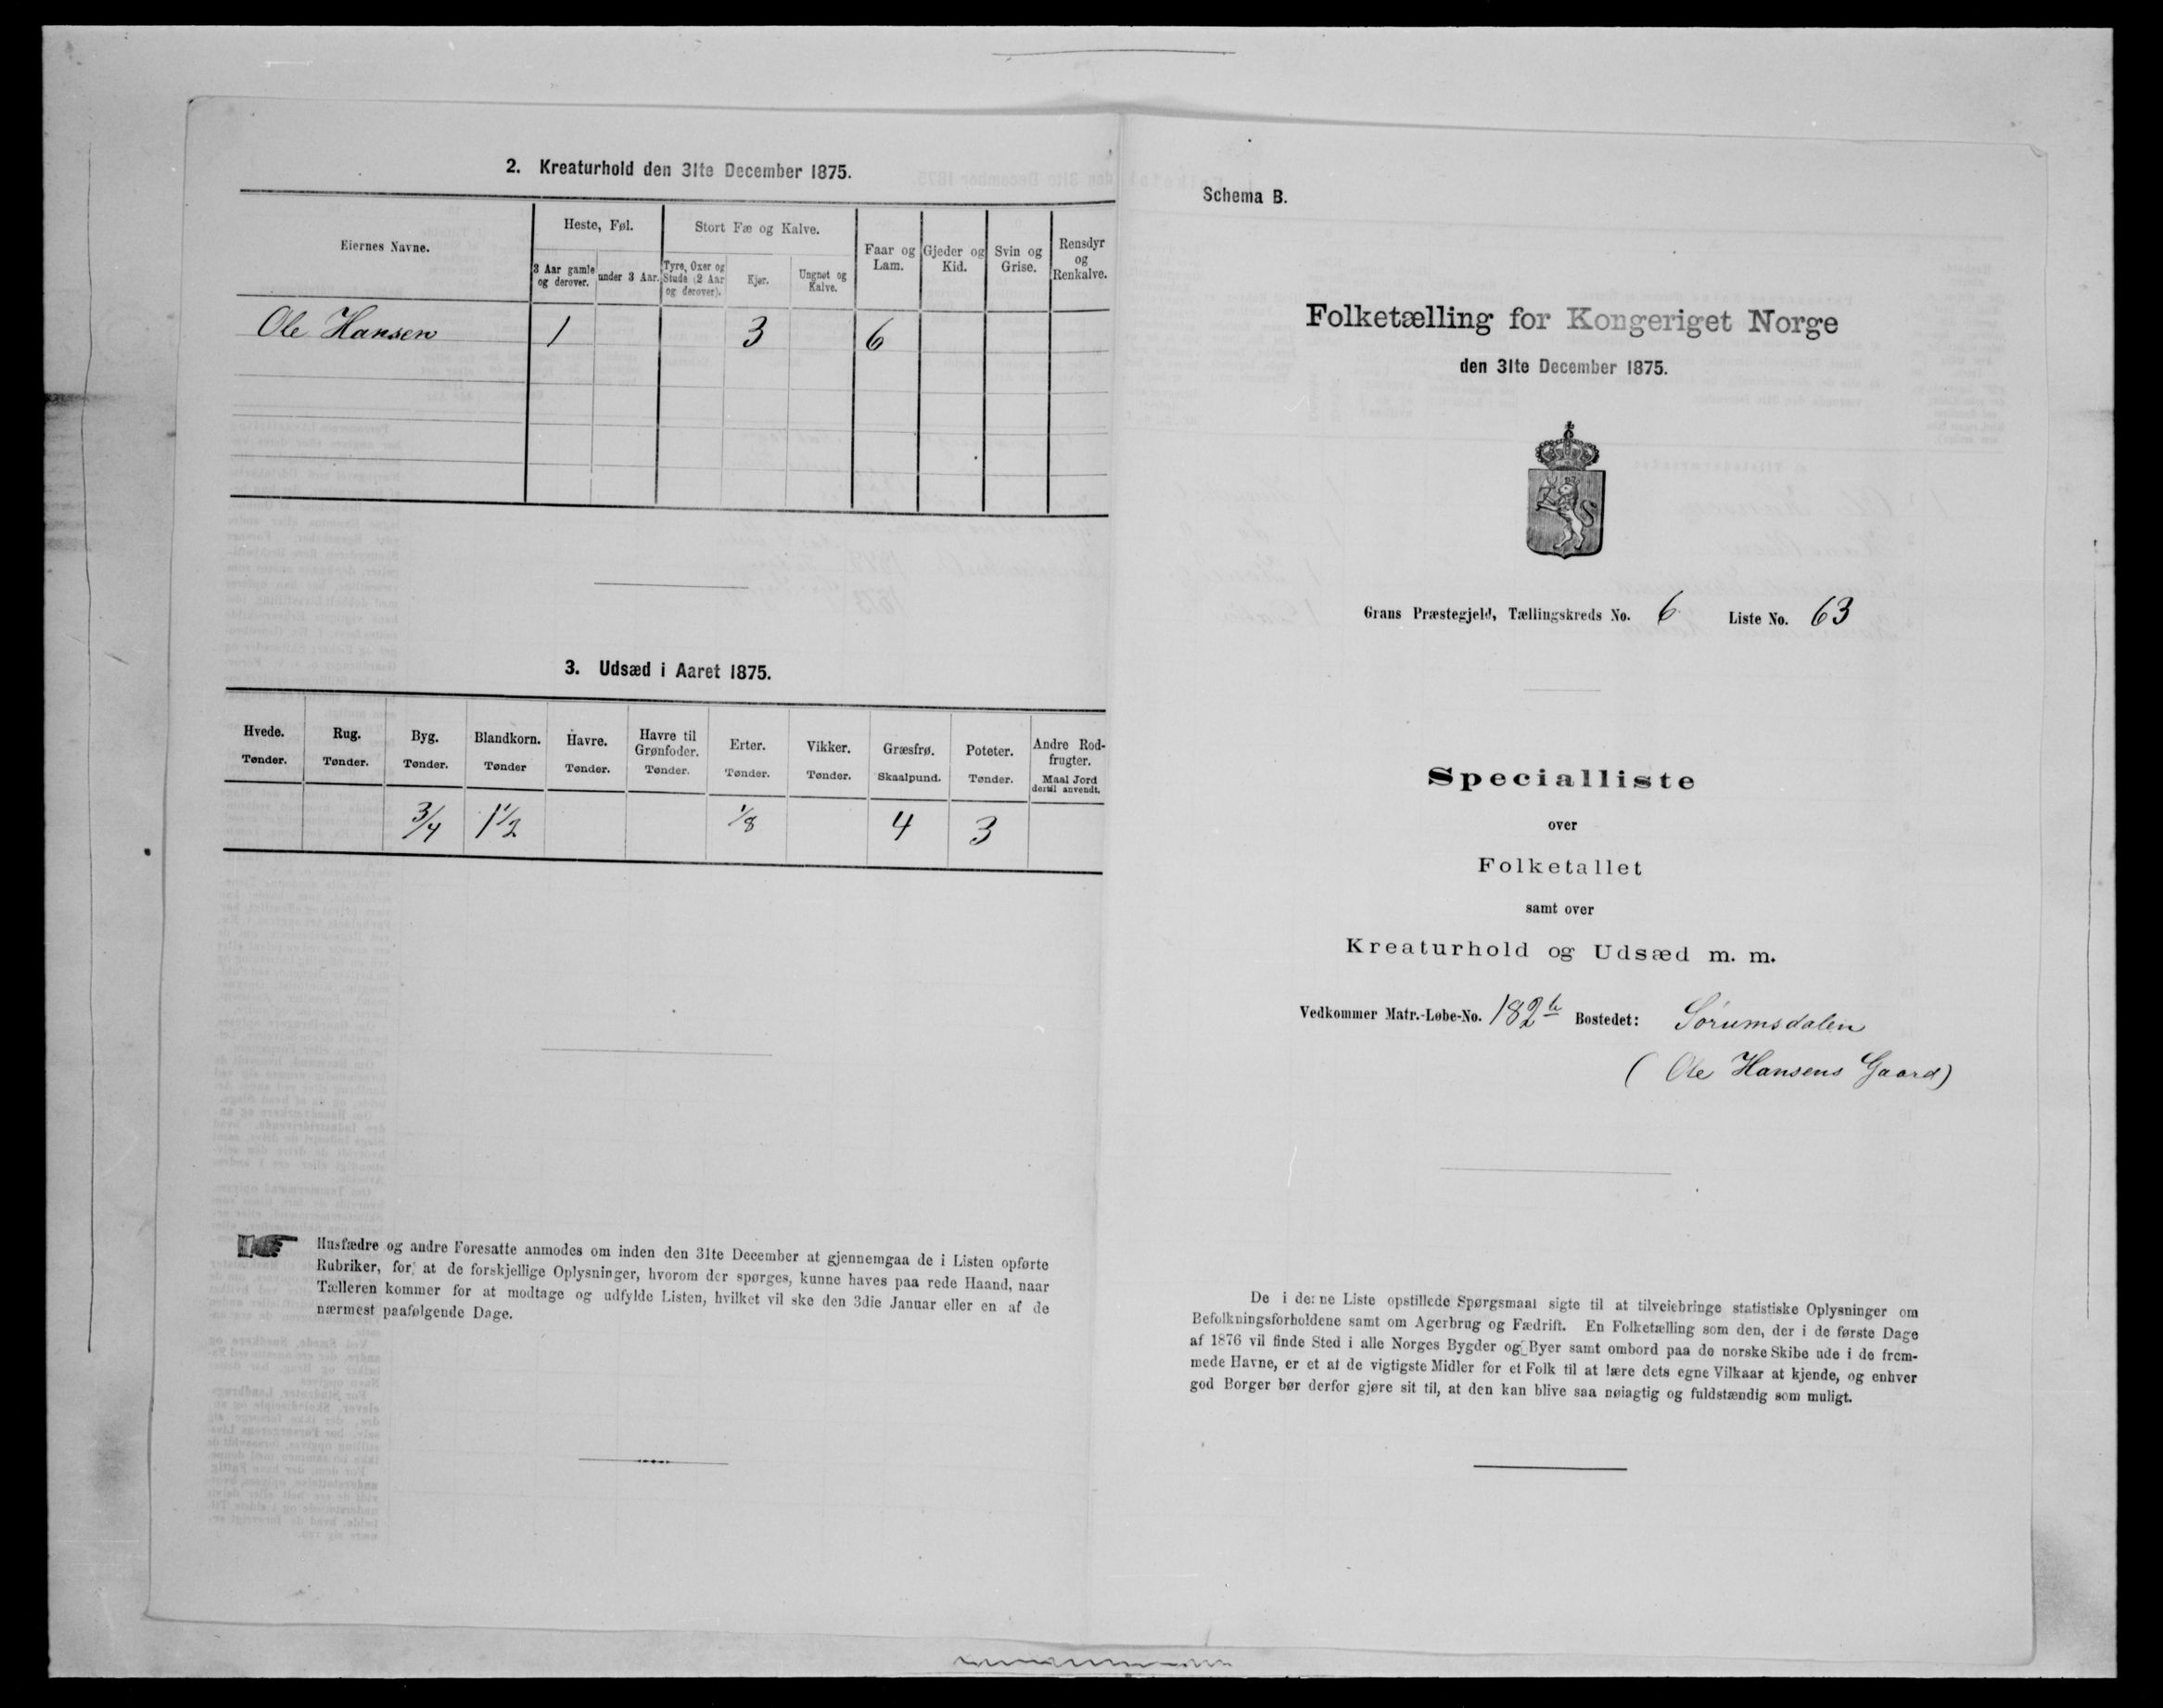 2. Kreaturhold den 31te December 1875.
Eiernes Navne.
Heste, Føl.
Stort Fæ og Kalve.
Faar og Lam.
Gjeder og Kid.
Svin og Grise.
Rensdyr og Renkalve.
3 Aar gamle og derover.
under 3 Aar.
Tyre, Oxer og Stude (2 Aar og derover).
Kjør.
Ungnøt og Kalve.
Ole Hansen 1 3 6
3. Udsæd i Aaret 1875.
Hvede. Rug. Byg. Blandkorn. Havre. Havre til Grønfoder. Erter. Vikker. Græsfrø. Poteter. Andre Rodfrugter.
Tønder. Tønder. Tønder. Tønder Tønder. Tønder. Tønder. Tønder. Skaalpund. Tønder. Maal Jord dertil anvendt.
3/4 1 1/2 1/8 4 3
Husfædre og andre Foresatte anmodes om inden den 31te December at gjennemgaa de i Listen opførte
Rubriker, for at de forskjellige Oplysninger, hvorom der spørges, kunne haves paa rede Haand, naar
Tælleren kommer for at modtage og udfylde Listen, hvilket vil ske den 3die Januar eller en af de
nærmest paafølgende Dage.
Schema B.
Folketælling for Kongeriget Norge
den 31te December 1875.
Grans Præstegjeld, Tællingskreds No. 6 Liste No. 63
Specialliste
over
Folketallet
samt over
Kreaturhold og Udsæd m. m.
Vedkommer Matr.-Løbe-No. 182 b Bostedet: Sørumsdalen
( Ole Hansens Gaard)
De i denne Liste opstillede Spørgsmaal sigte til at tilveiebringe statistiske Oplysninger om
Befolkningsforholdene samt om Agerbrug og Fædrift. En Folketælling som den, der i de første Dage
af 1876 vil finde Sted i alle Norges Bygder og Byer samt ombord paa de norske Skibe ude i de frem-
mede Havne, er et af de vigtigste Midler for et Folk til at lære dets egne Vilkaar at kjende, og enhver
god Borger bør derfor gjøre sit til, at den kan blive saa nøiagtig og fuldstændig som muligt.